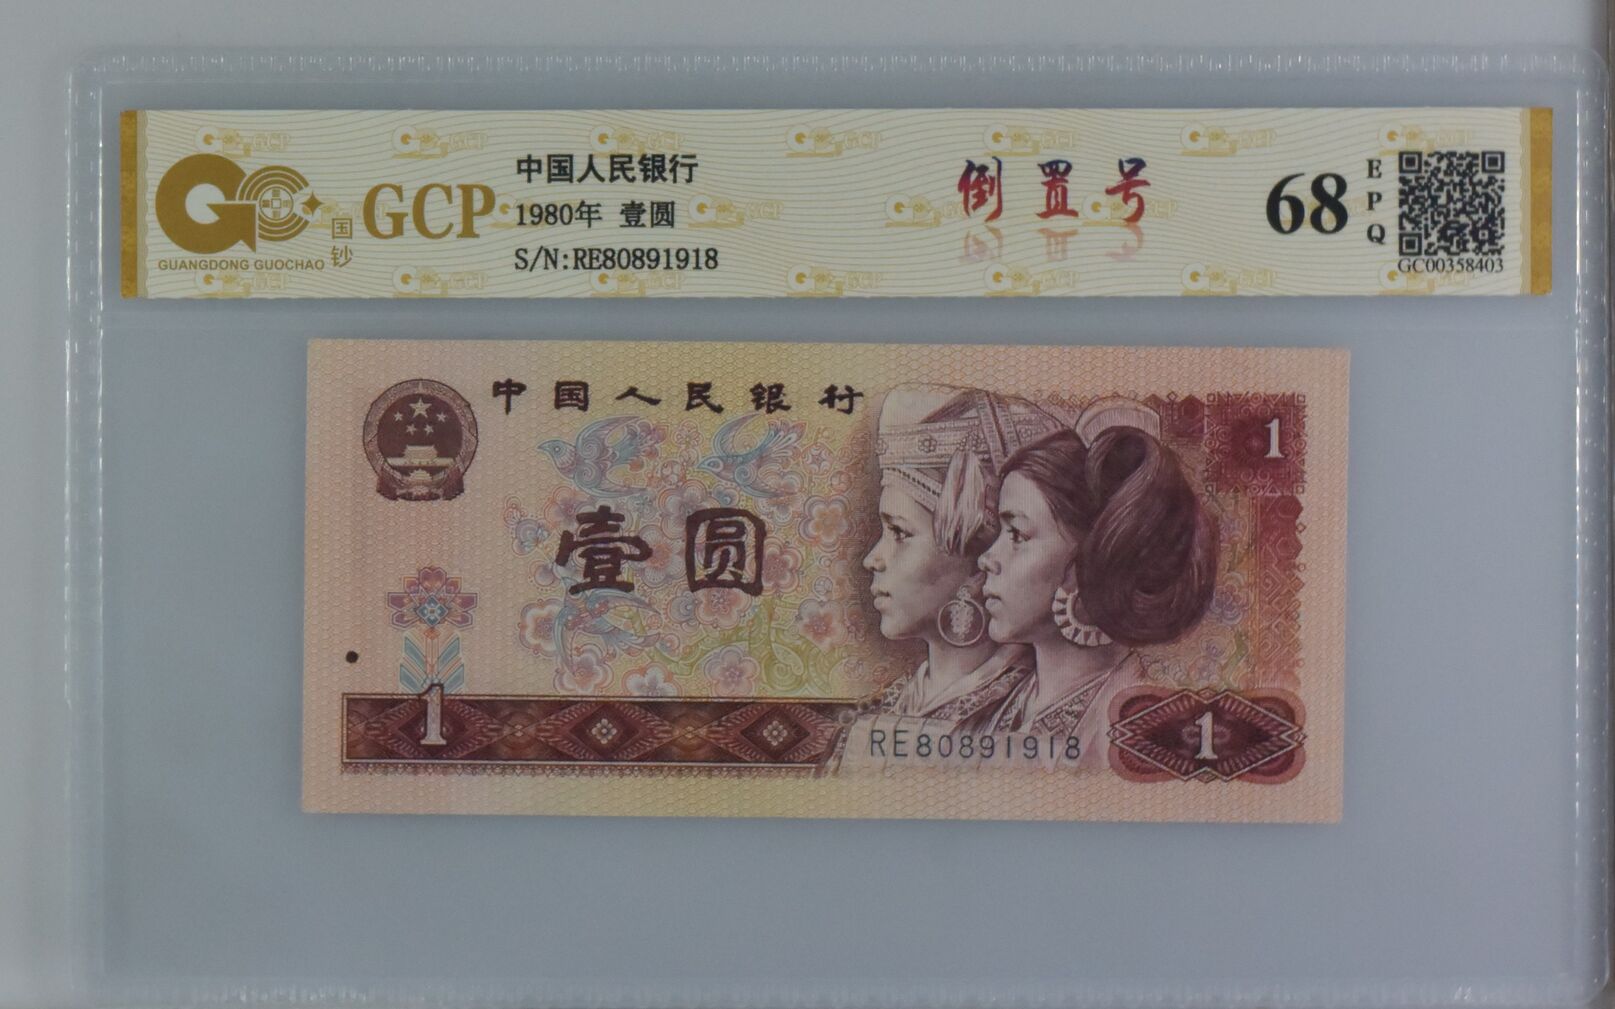 GCP
国钞
GUANGDONG GUOCHAO
中国人民银行
1980年 壹圆
S/N:RE80891918
倒置号
68
EPQ
GC00358403
中国人民银行
1
壹圆
1
RE80891918
1